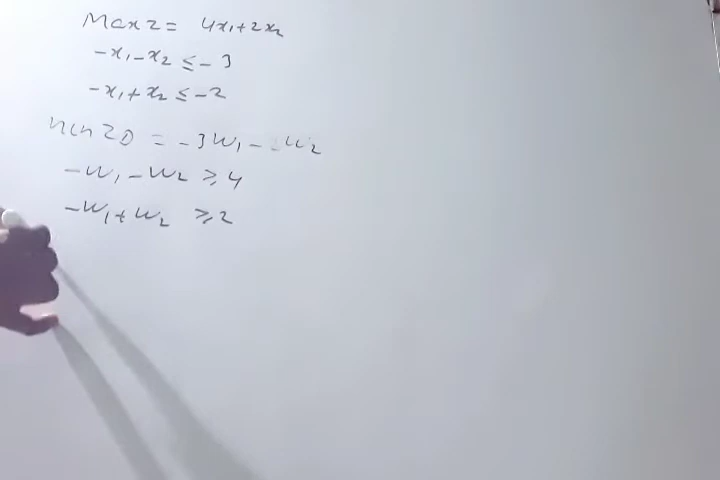 Max Z = 4x₁+2x₂
-x₁-x₂ ≤ -3
-x₁+x₂ ≤ -2
Min ZD = -3W₁-2W₂
-W₁-W₂ ≥ 4
-W₁+W₂ ≥ 2